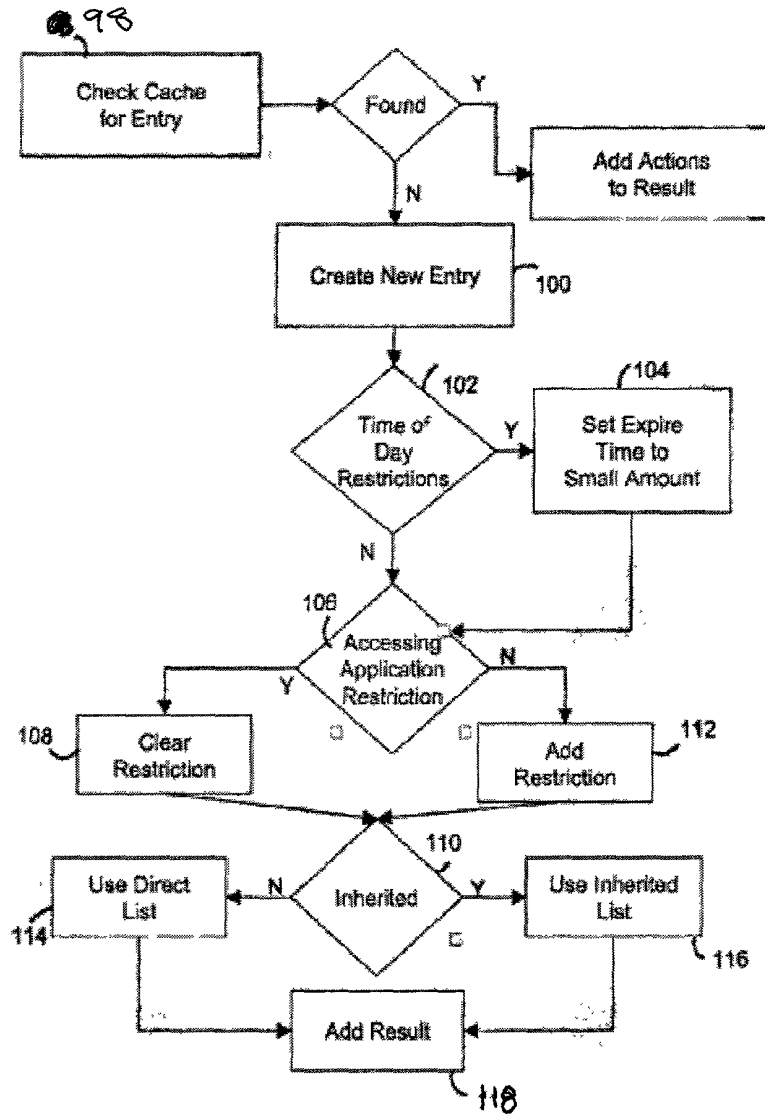 98
Check Cache
for Entry
Found
Y
Add Actions
to Result
N
Create New Entry
100
102
Time of
Day
Restrictions
Y
104
Set Expire
Time to
Small Amount
N
106
Accessing
Application
Restriction
Y
N
108
Clear
Restriction
112
Add
Restriction
110
Inherited
N
Y
Use Direct
List
114
Use Inherited
List
116
Add Result
118